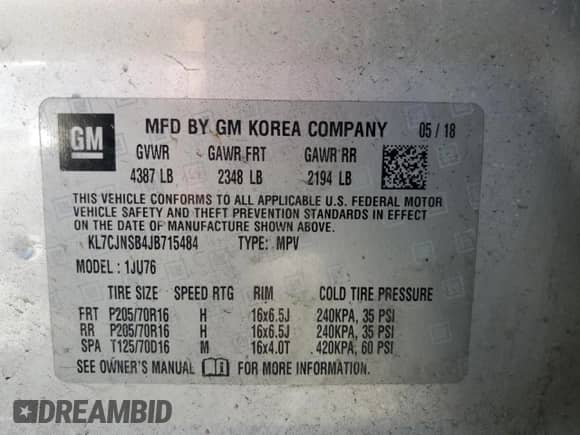 GM MFD BY GM KOREA COMPANY 05 / 18
GVWR GAWR FRT GAWR RR
4387 LB 2348 LB 2194 LB
THIS VEHICLE CONFORMS TO ALL APPLICABLE U.S. FEDERAL MOTOR
VEHICLE SAFETY AND THEFT PREVENTION STANDARDS IN EFFECT
ON THE DATE OF MANUFACTURE SHOWN ABOVE.
KL7CJNSB4JB715484 TYPE: MPV
MODEL : 1JU76
TIRE SIZE SPEED RTG RIM COLD TIRE PRESSURE
FRT P205/70R16 H 16x6.5J 240KPA, 35 PSI
RR P205/70R16 H 16x6.5J 240KPA, 35 PSI
SPA T125/70D16 M 16x4.0T 420KPA, 60 PSI
SEE OWNER'S MANUAL FOR MORE INFORMATION.
DREAMBID